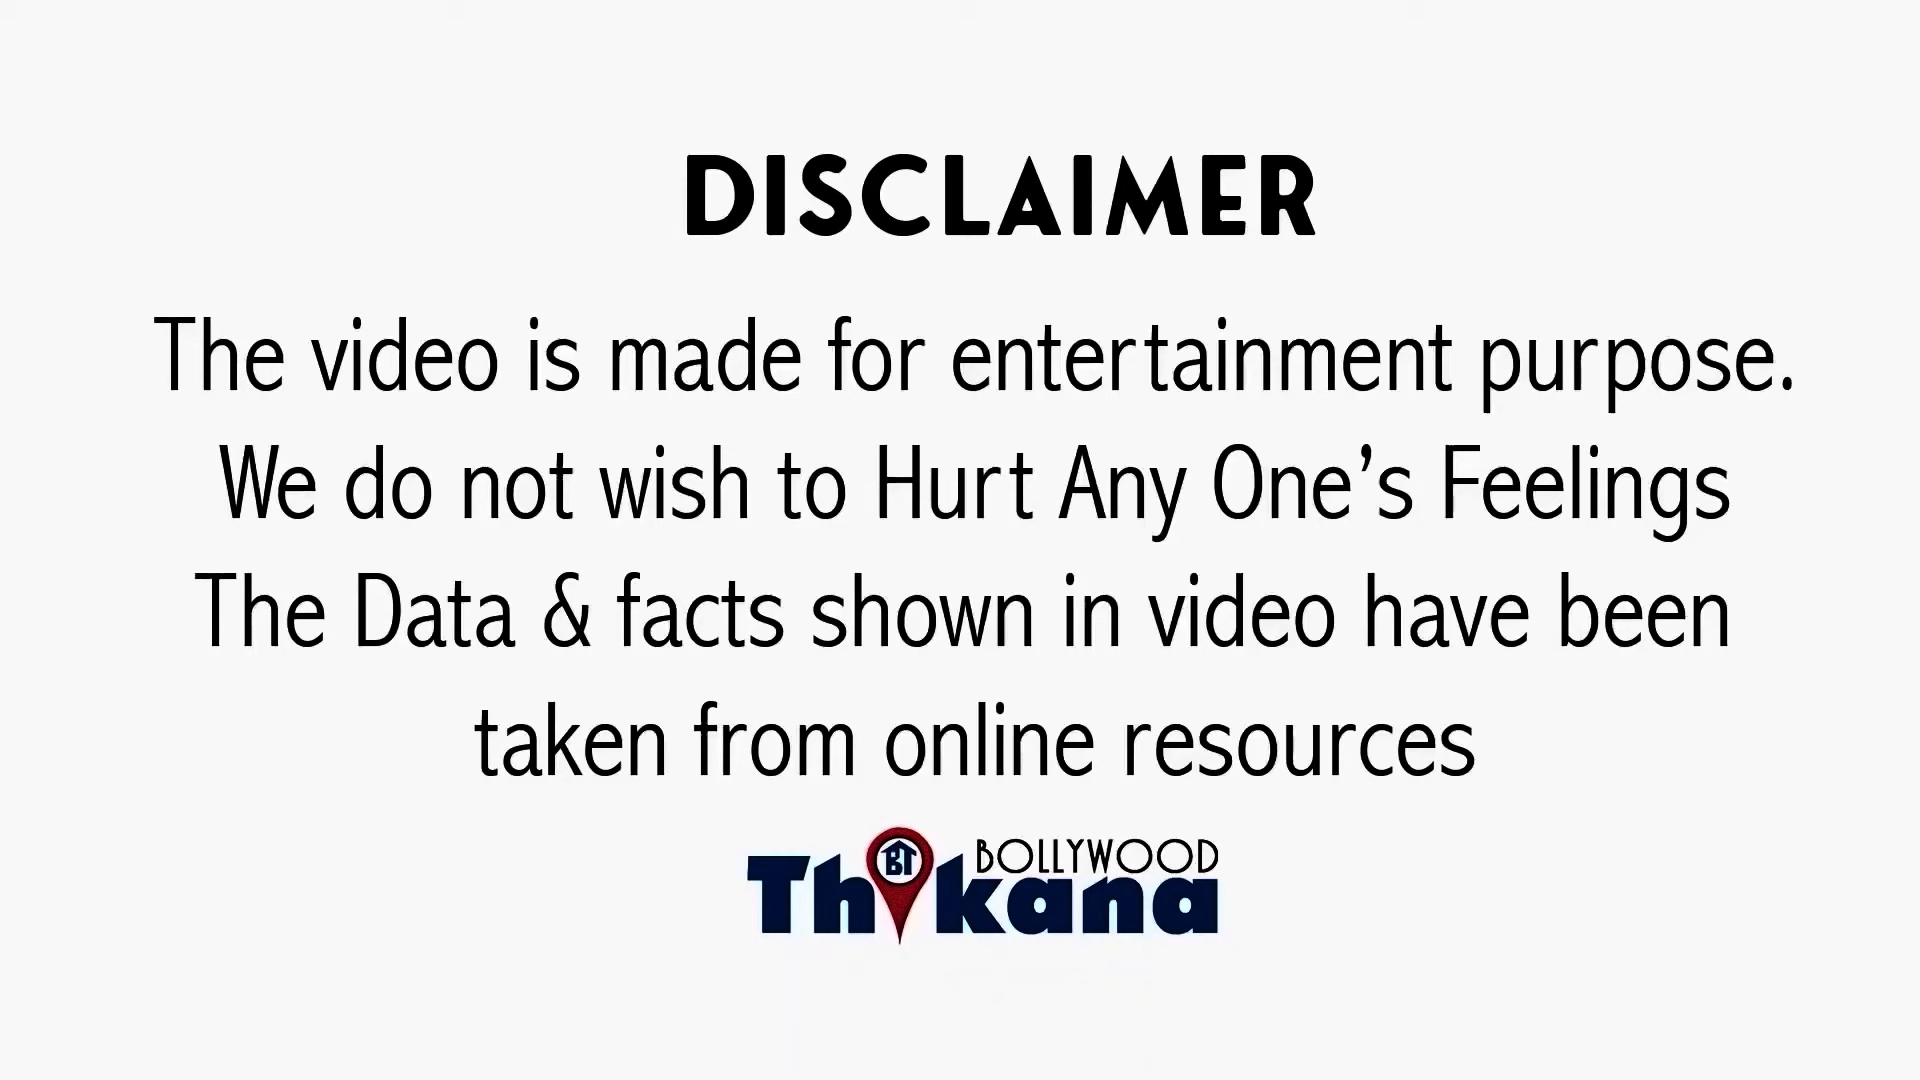 DISCLAIMER
The video is made for entertainment purpose.
We do not wish to Hurt Any One’s Feelings
The Data & facts shown in video have been
taken from online resources
BOLLYWOOD
BT
Thikana